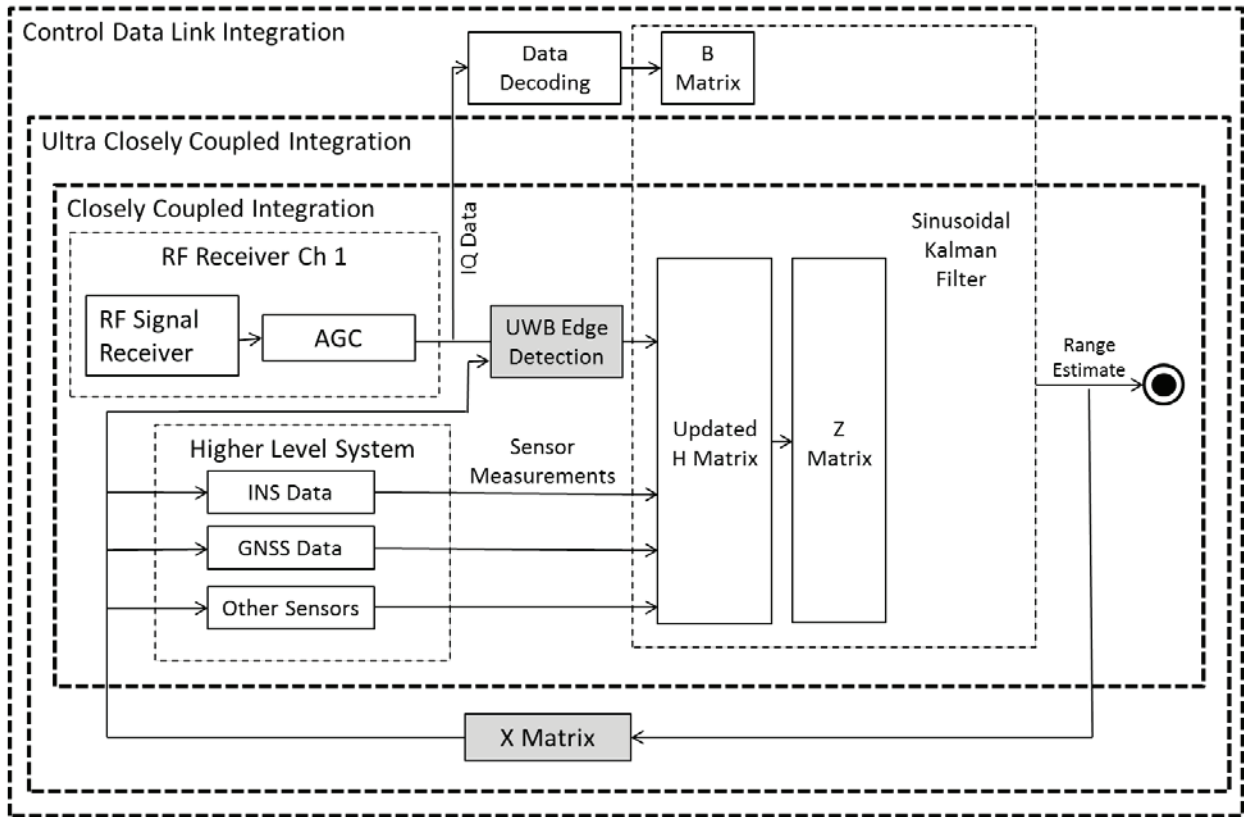 Control Data Link Integration
Data
Decoding
B
Matrix
Ultra Closely Coupled Integration
Closely Coupled Integration
RF Receiver Ch 1
RF Signal
Receiver
AGC
IQ Data
UWB Edge
Detection
Sinusoidal
Kalman
Filter
Range
Estimate
Higher Level System
INS Data
GNSS Data
Other Sensors
Sensor
Measurements
Updated
H Matrix
Z
Matrix
X Matrix